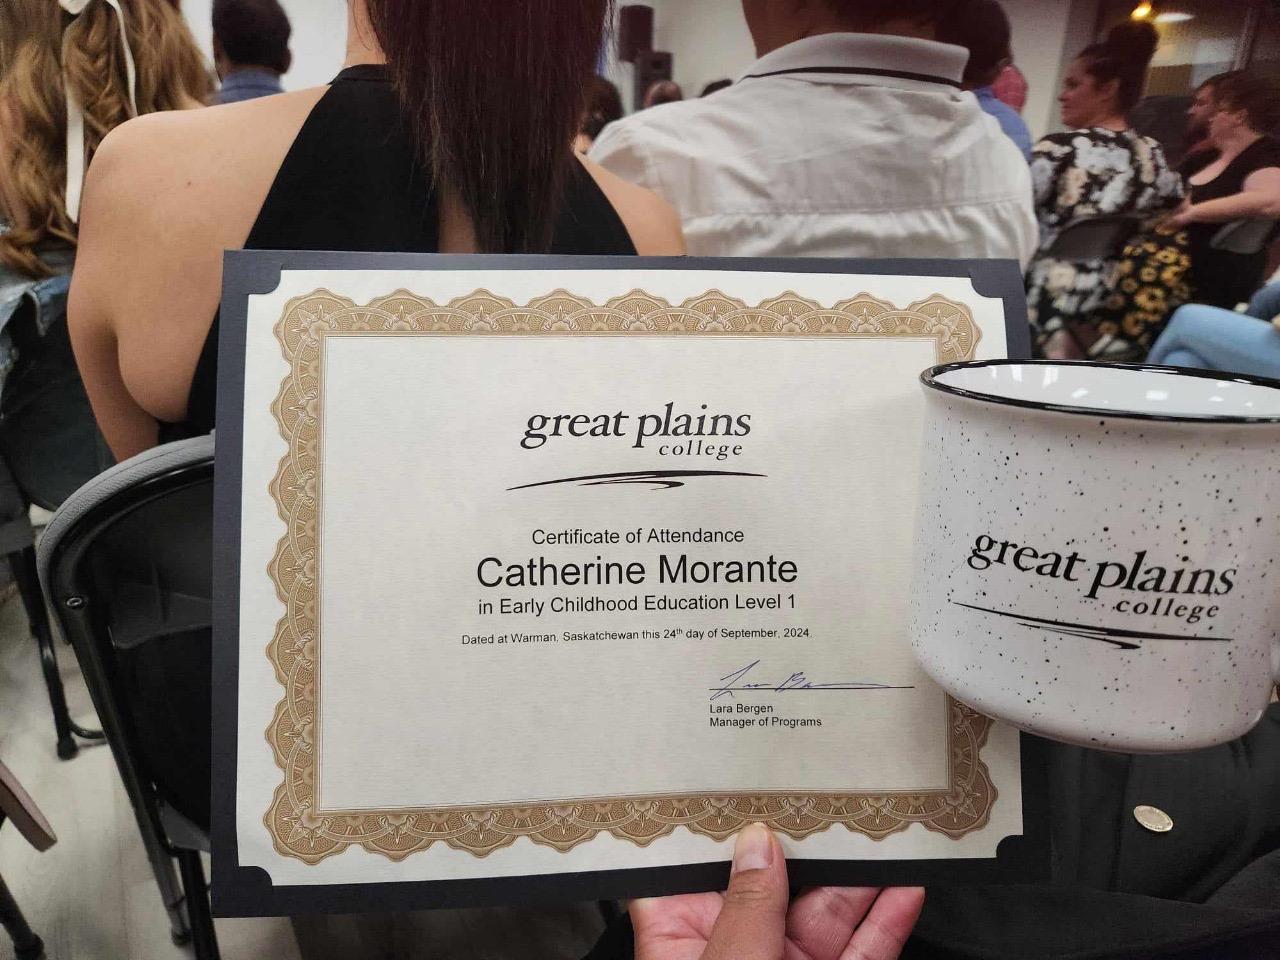 great plains
college
Certificate of Attendance
Catherine Morante
in Early Childhood Education Level 1
Dated at Warman, Saskatchewan this 24th day of September, 2024.
Lara Bergen
Manager of Programs
great plains
college